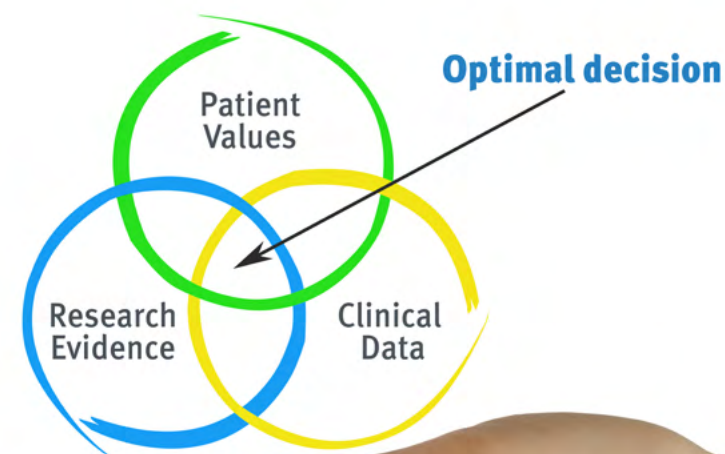 Optimal decision
Patient
Values
Research
Evidence
Clinical
Data